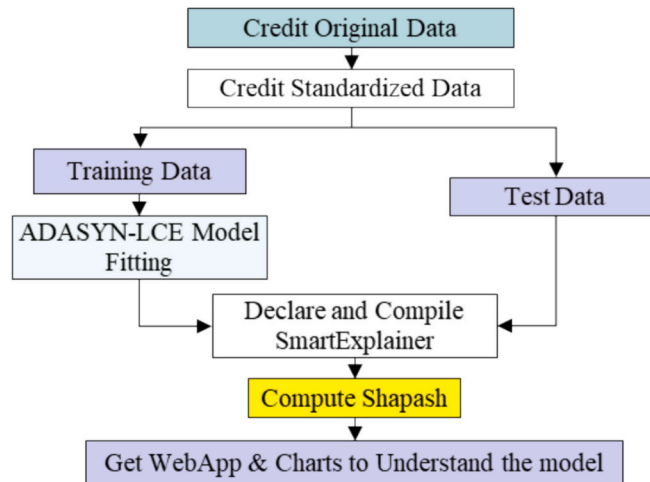 Credit Original Data
Credit Standardized Data
Training Data
Test Data
ADASYN-LCE Model
Fitting
Declare and Compile
SmartExplainer
Compute Shapash
Get WebApp & Charts to Understand the model